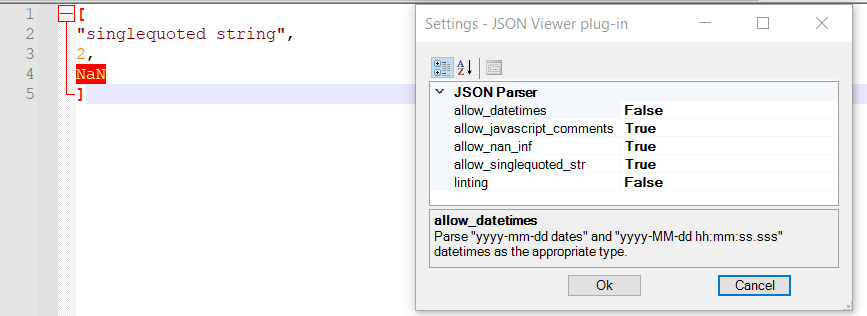 1 [
2 "singlequoted string",
3 2,
4 NaN
5 ]
Settings - JSON Viewer plug-in
A
Z
JSON Parser
allow_datetimes False
allow_javascript_comments True
allow_nan_inf True
allow_singlequoted_str True
linting False
allow_datetimes
Parse "yyyy-mm-dd dates" and "yyyy-MM-dd hh:mm:ss.sss"
datetimes as the appropriate type.
Ok Cancel